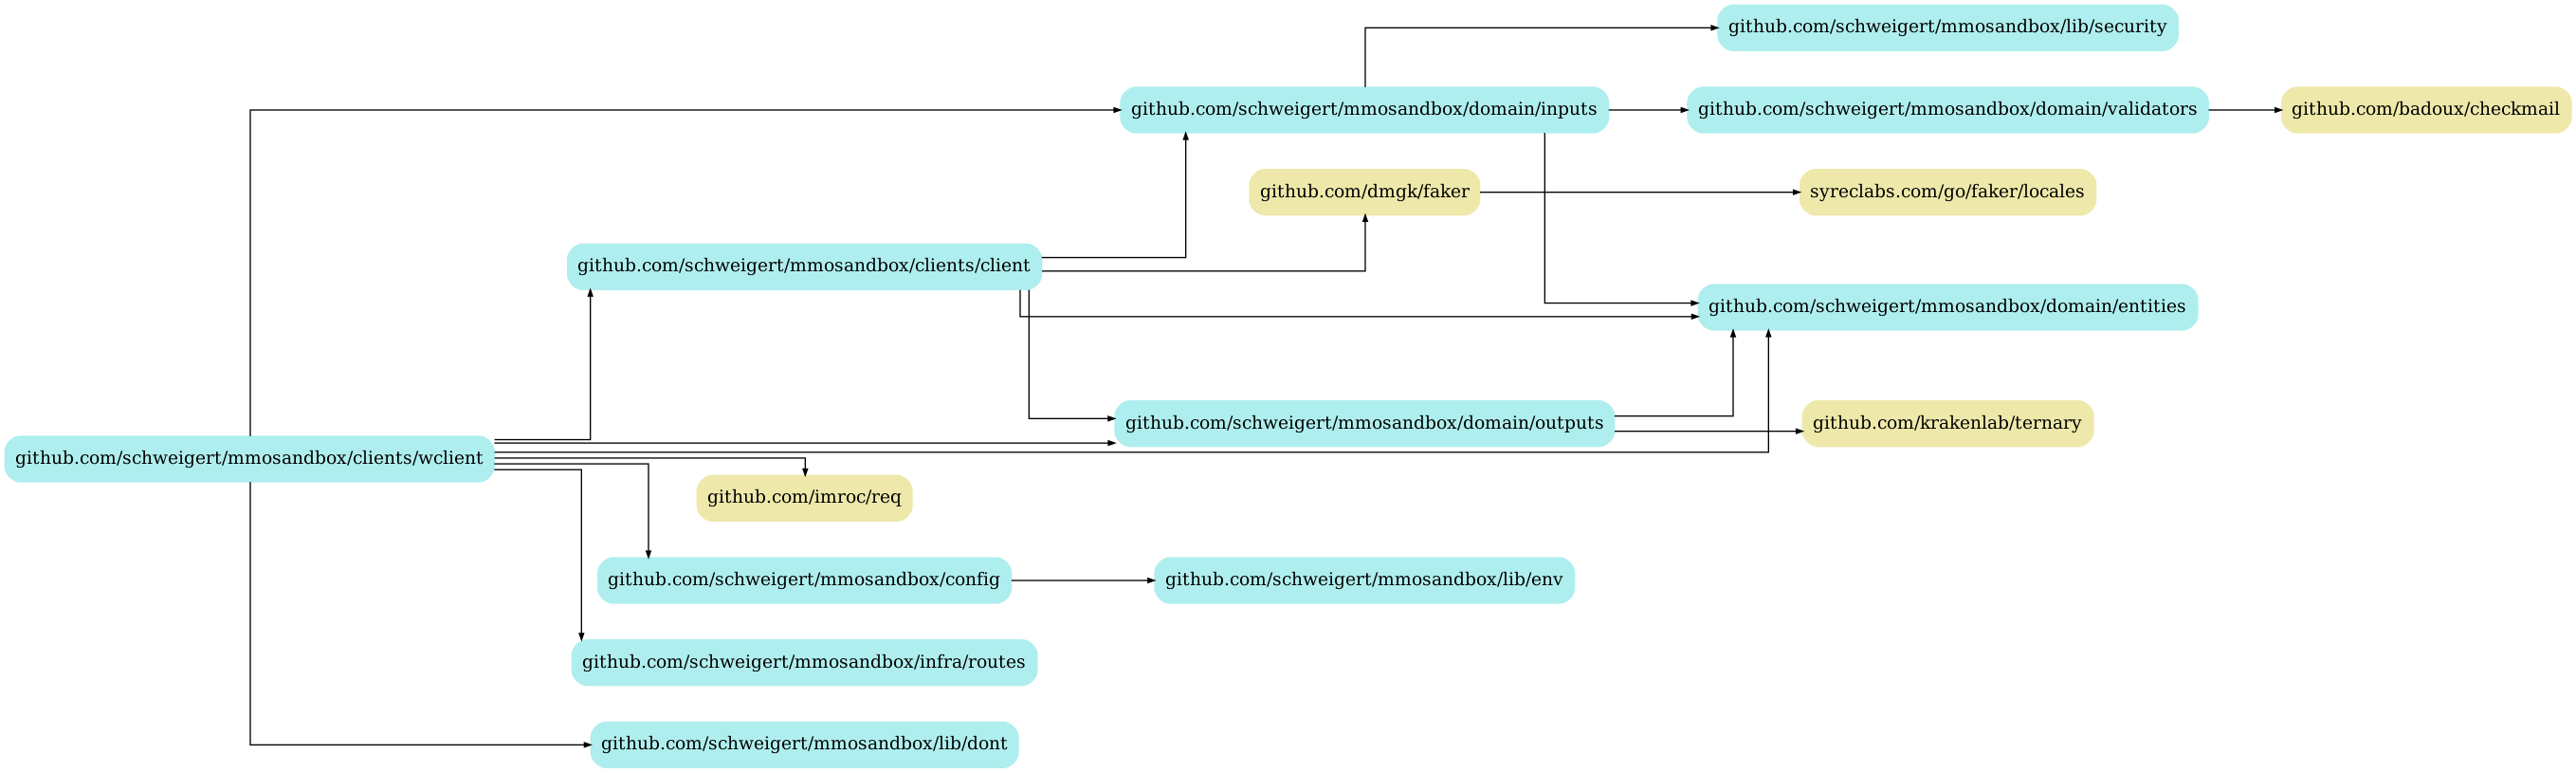 github.com/schweigert/mmosandbox/lib/security
github.com/schweigert/mmosandbox/domain/inputs
github.com/schweigert/mmosandbox/domain/validators
github.com/badoux/checkmail
github.com/dmgk/faker
syreclabs.com/go/faker/locales
github.com/schweigert/mmosandbox/clients/client
github.com/schweigert/mmosandbox/domain/entities
github.com/schweigert/mmosandbox/domain/outputs
github.com/krakenlab/ternary
github.com/schweigert/mmosandbox/clients/wclient
github.com/imroc/req
github.com/schweigert/mmosandbox/config
github.com/schweigert/mmosandbox/lib/env
github.com/schweigert/mmosandbox/infra/routes
github.com/schweigert/mmosandbox/lib/dont